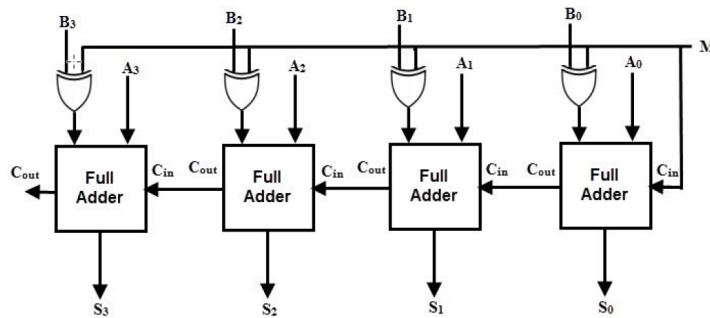 B3 B2 B1 B0
M
A3 A2 A1 A0
Cout Full Adder Cin Cout Full Adder Cin Cout Full Adder Cin Cout Full Adder Cin
S3 S2 S1 S0